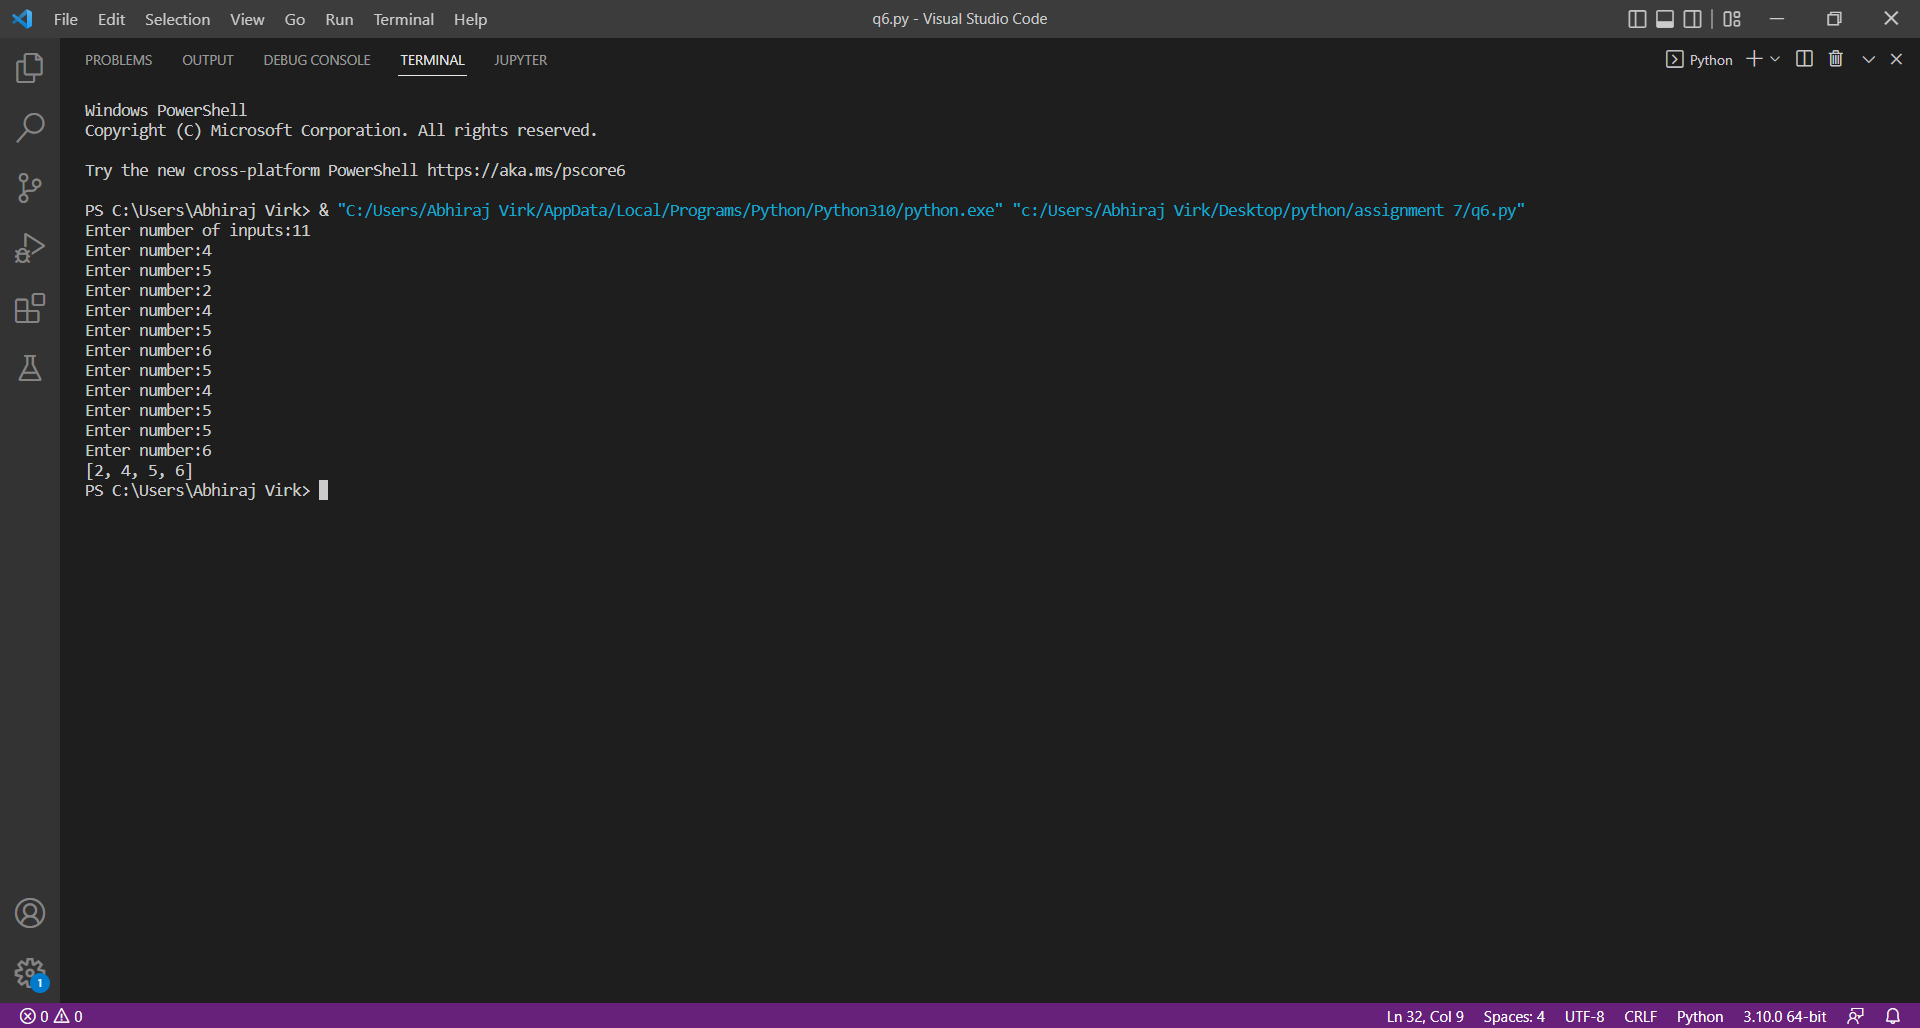 File Edit Selection View Go Run Terminal Help q6.py - Visual Studio Code
PROBLEMS OUTPUT DEBUG CONSOLE TERMINAL JUPYTER Python
Windows PowerShell
Copyright (C) Microsoft Corporation. All rights reserved.
Try the new cross-platform PowerShell https://aka.ms/pscore6
PS C:\Users\Abhiraj Virk> & "C:/Users/Abhiraj Virk/AppData/Local/Programs/Python/Python310/python.exe" "c:/Users/Abhiraj Virk/Desktop/python/assignment 7/q6.py"
Enter number of inputs:11
Enter number:4
Enter number:5
Enter number:2
Enter number:4
Enter number:5
Enter number:6
Enter number:5
Enter number:4
Enter number:5
Enter number:5
Enter number:6
[2, 4, 5, 6]
PS C:\Users\Abhiraj Virk>
1
0 0 Ln 32, Col 9 Spaces: 4 UTF-8 CRLF Python 3.10.0 64-bit